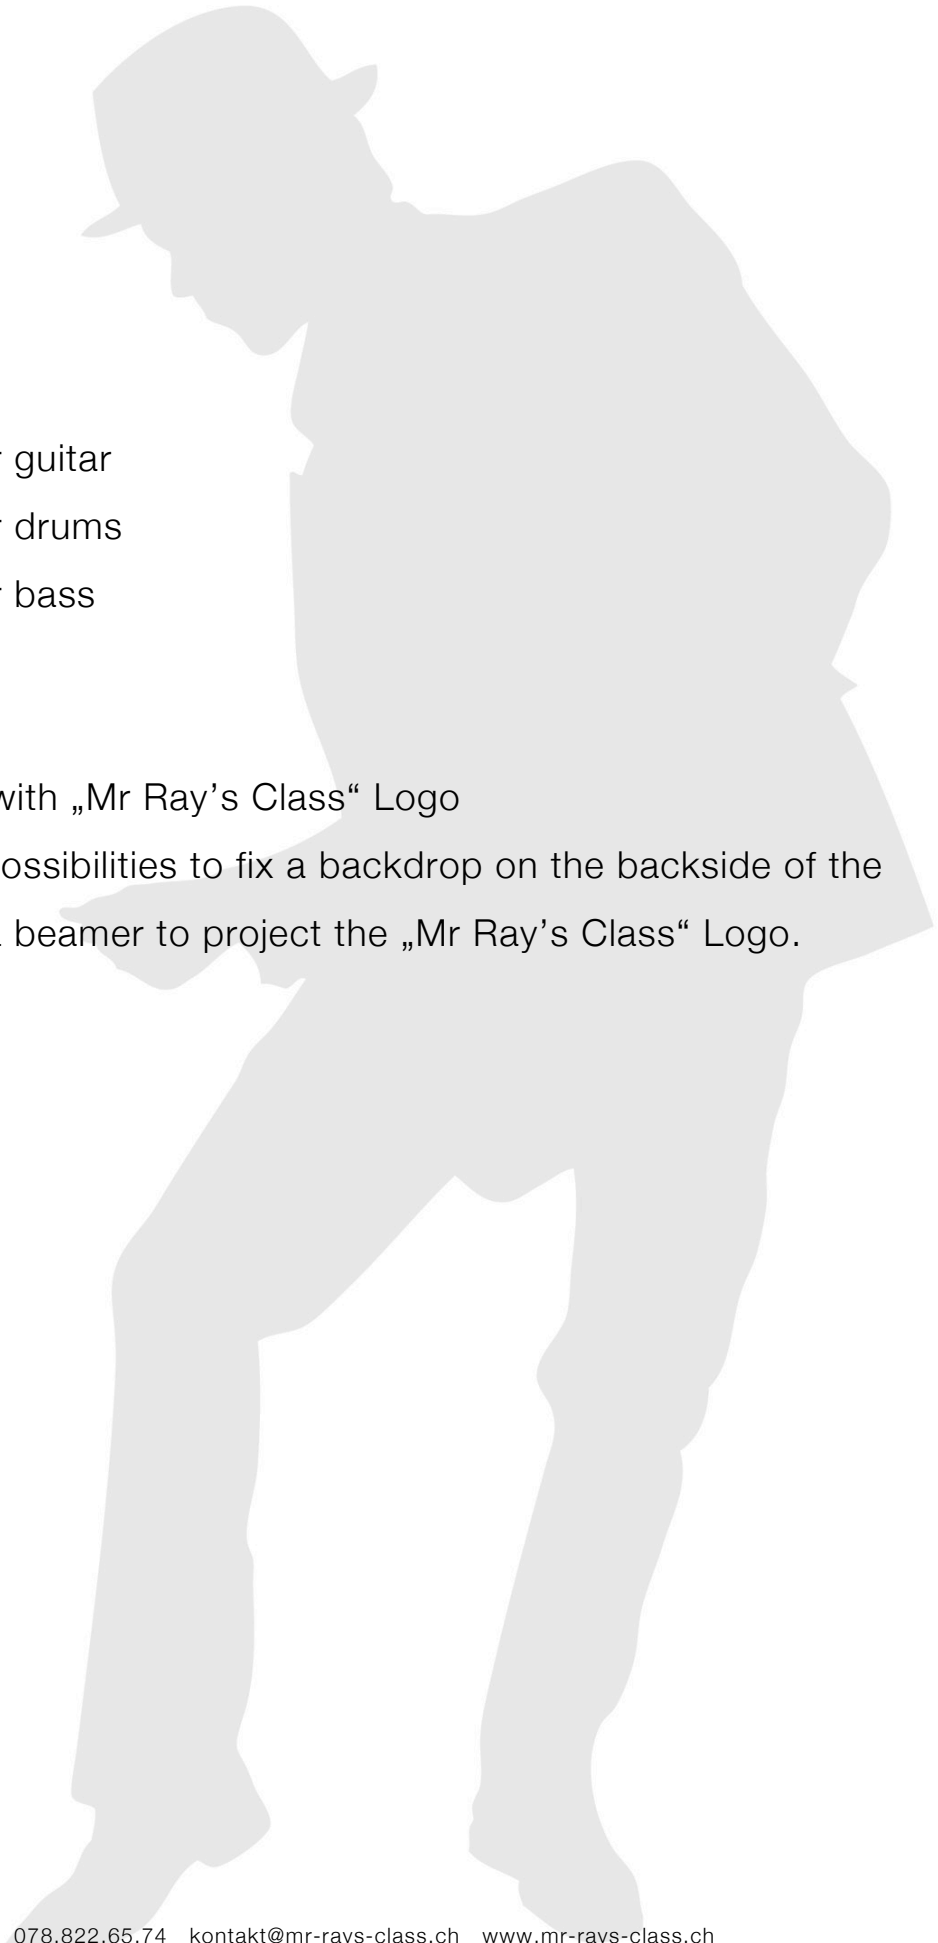 guitar
drums
bass
with „Mr Ray’s Class“ Logo
ossibilities to fix a backdrop on the backside of the
beamer to project the „Mr Ray’s Class“ Logo.
078.822.65.74 kontakt@mr-rays-class.ch www.mr-rays-class.ch